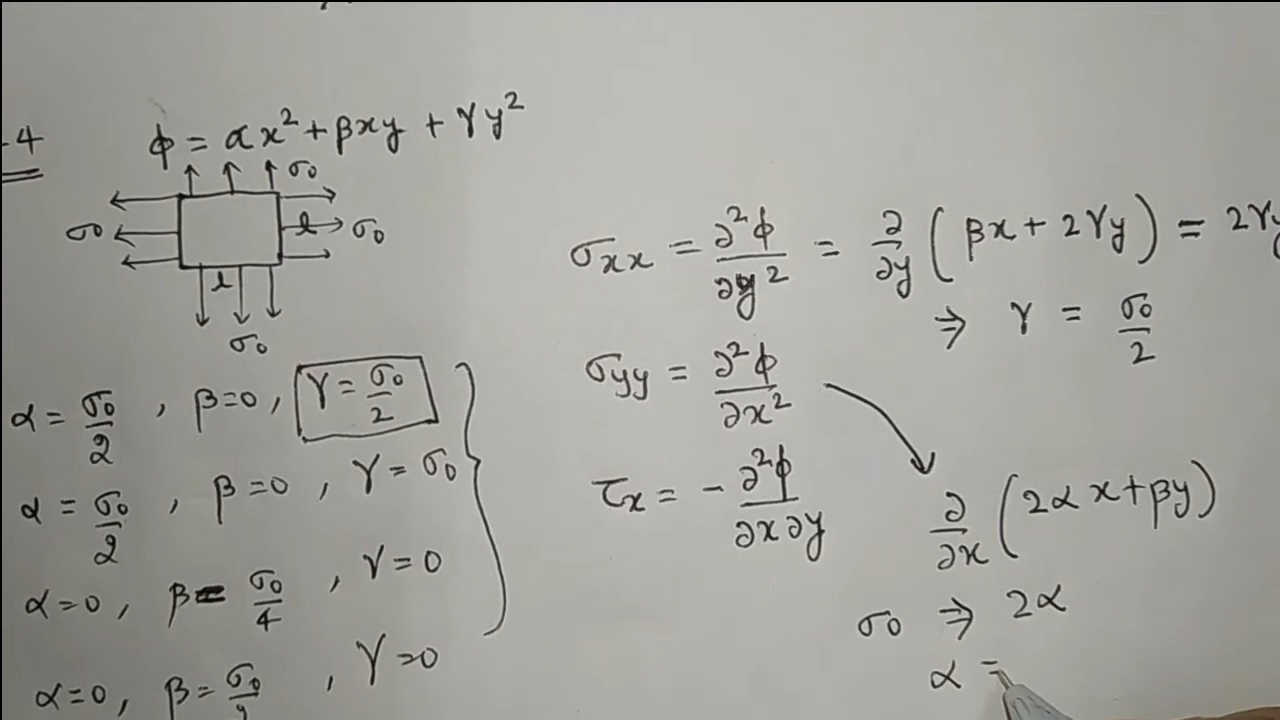 -4
ϕ = αx² + βxy + γy²
σ₀
σ₀ l σ₀
l
σ₀
α = σ₀/2 , β=0, γ = σ₀/2
α = σ₀/2 , β=0 , γ = σ₀
α=0 , β= σ₀/4 , γ=0
α=0, β= σ₀/ , γ=0
σxx = ∂²ϕ/∂y² = ∂/∂y (βx + 2γy) = 2γ
⇒ γ = σ₀/2
σyy = ∂²ϕ/∂x²
τx = - ∂²ϕ/∂x∂y
∂/∂x (2αx+βy)
σ₀ ⇒ 2α
α =